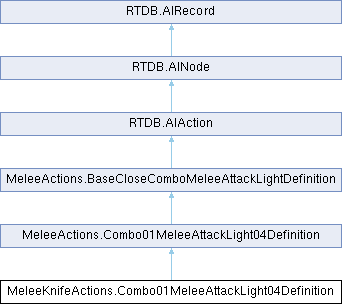 RTDB.AIRecord
RTDB.AINode
RTDB.AIAction
MeleeActions.BaseCloseComboMeleeAttackLightDefinition
MeleeActions.Combo01MeleeAttackLight04Definition
MeleeKnifeActions.Combo01MeleeAttackLight04Definition